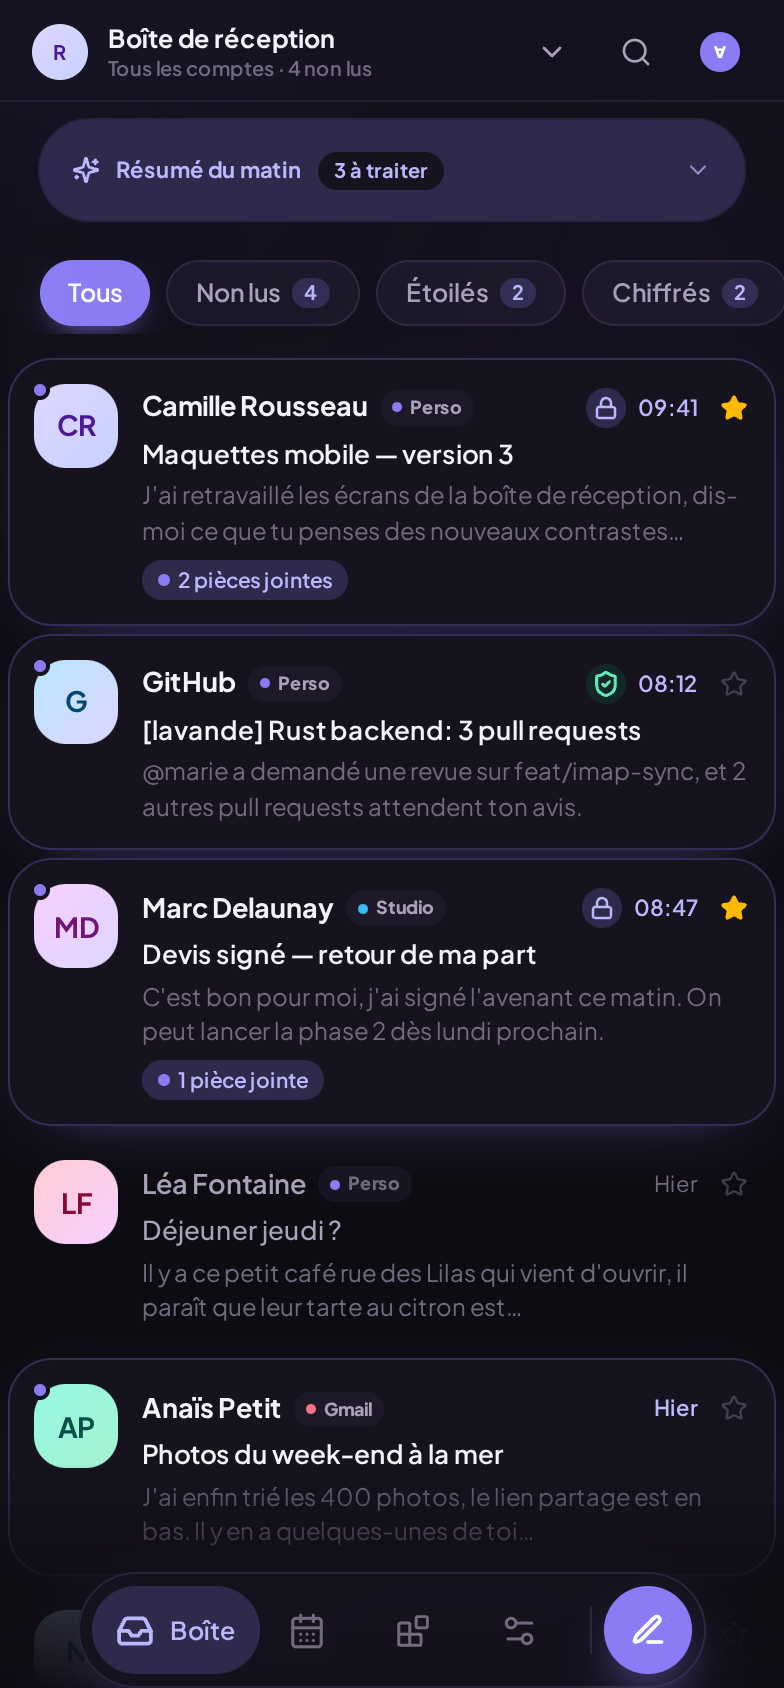 R
Boîte de réception
Tous les comptes · 4 non lus
Résumé du matin
3 à traiter
Tous
Non lus 4
Étoilés 2
Chiffrés 2
CR
Camille Rousseau
Perso
09:41
Maquettes mobile — version 3
J'ai retravaillé les écrans de la boîte de réception, dis-
moi ce que tu penses des nouveaux contrastes…
2 pièces jointes
G
GitHub
Perso
08:12
[lavande] Rust backend: 3 pull requests
@marie a demandé une revue sur feat/imap-sync, et 2
autres pull requests attendent ton avis.
MD
Marc Delaunay
Studio
08:47
Devis signé — retour de ma part
C'est bon pour moi, j'ai signé l'avenant ce matin. On
peut lancer la phase 2 dès lundi prochain.
1 pièce jointe
LF
Léa Fontaine
Perso
Hier
Déjeuner jeudi ?
Il y a ce petit café rue des Lilas qui vient d'ouvrir, il
paraît que leur tarte au citron est…
AP
Anaïs Petit
Gmail
Hier
Photos du week-end à la mer
J'ai enfin trié les 400 photos, le lien partage est en
bas. Il y en a quelques-unes de toi…
Boîte